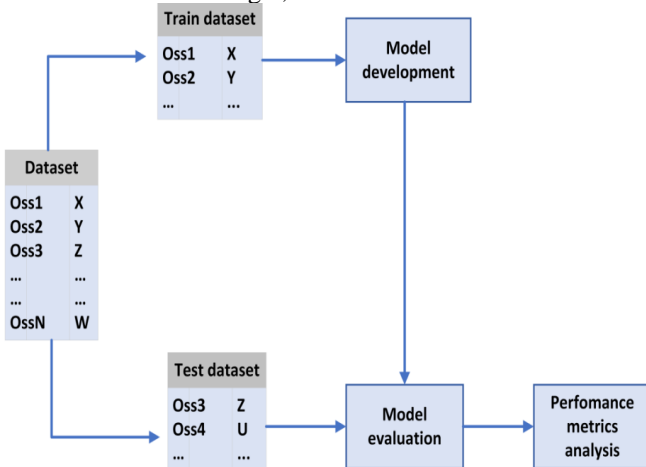 Train dataset
Oss1 X
Oss2 Y
... ...
Model
development
Dataset
Oss1 X
Oss2 Y
Oss3 Z
... ...
... ...
OssN W
Test dataset
Oss3 Z
Oss4 U
... ...
Model
evaluation
Perfomance
metrics
analysis